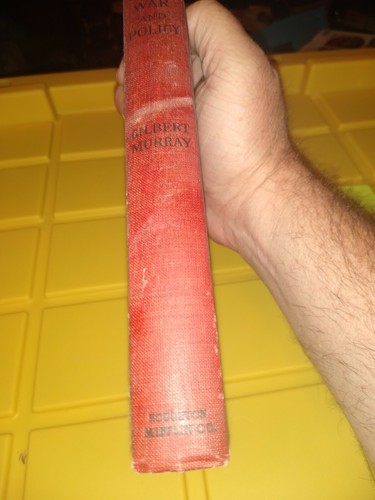 WAR
AND
POLICY
GILBERT
MURRAY
HOUGHTON
MIFFLIN CO.